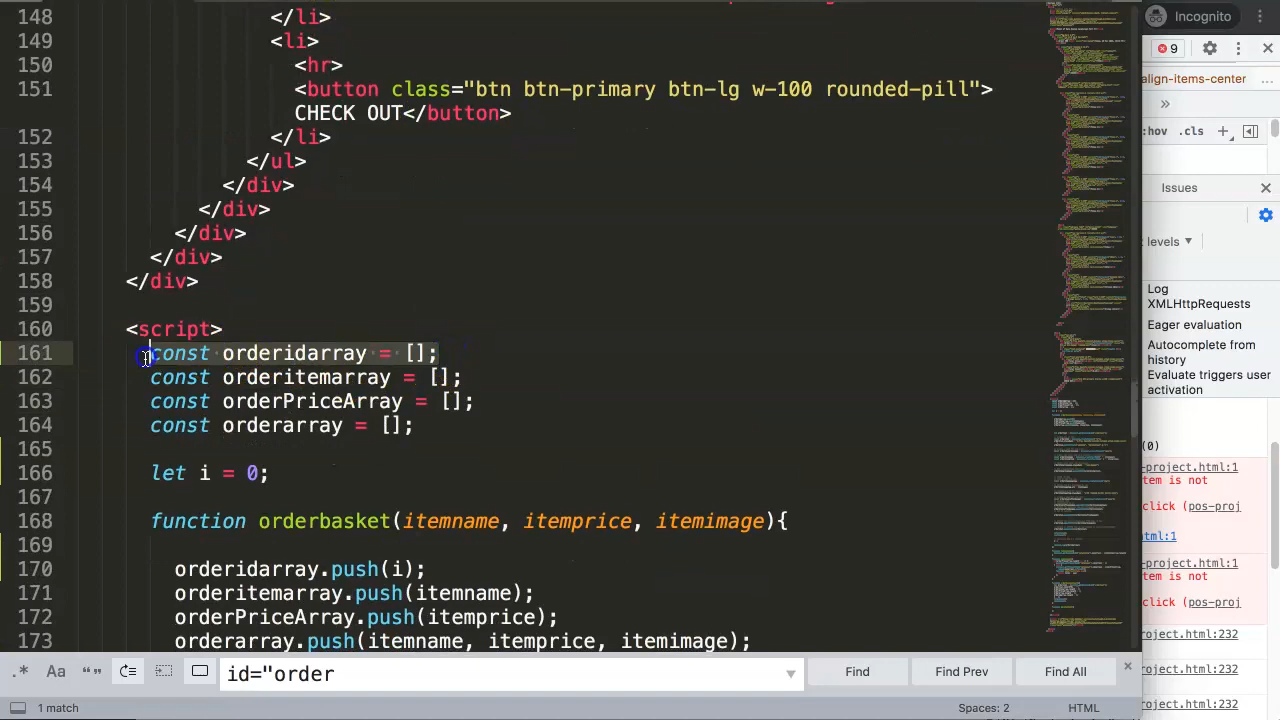 148 </li>
149 <li>
150 <hr>
151 <button class="btn btn-primary btn-lg w-100 rounded-pill">
CHECK OUT</button>
152 </li>
153 </ul>
154 </div>
155 </div>
156 </div>
157 </div>
158 </div>
159
160 <script>
161 const orderidarray = [];
162 const orderitemarray = [];
163 const orderPriceArray = [];
164 const orderarray = [];
165
166 let i = 0;
167
168 function orderbasket(itemname, itemprice, itemimage){
169
170 orderidarray.push(i);
171 orderitemarray.push(itemname);
172 orderPriceArray.push(itemprice);
173 orderarray.push(itemname, itemprice, itemimage);
.* Aa “” id="order Find Find Prev Find All ×
1 match Spaces: 2 HTML
Incognito
9
align-items-center ...
»
:hov .cls +
Issues ×
levels ▼
Log
XMLHttpRequests
Eager evaluation
Autocomplete from
history
Evaluate triggers user
activation
(0)
-project.html:1
tem is not
click pos-p
html:1
-project.html:1
tem is not
click (pos-proj
roject.html:232
roject.html:232
roject.html:232